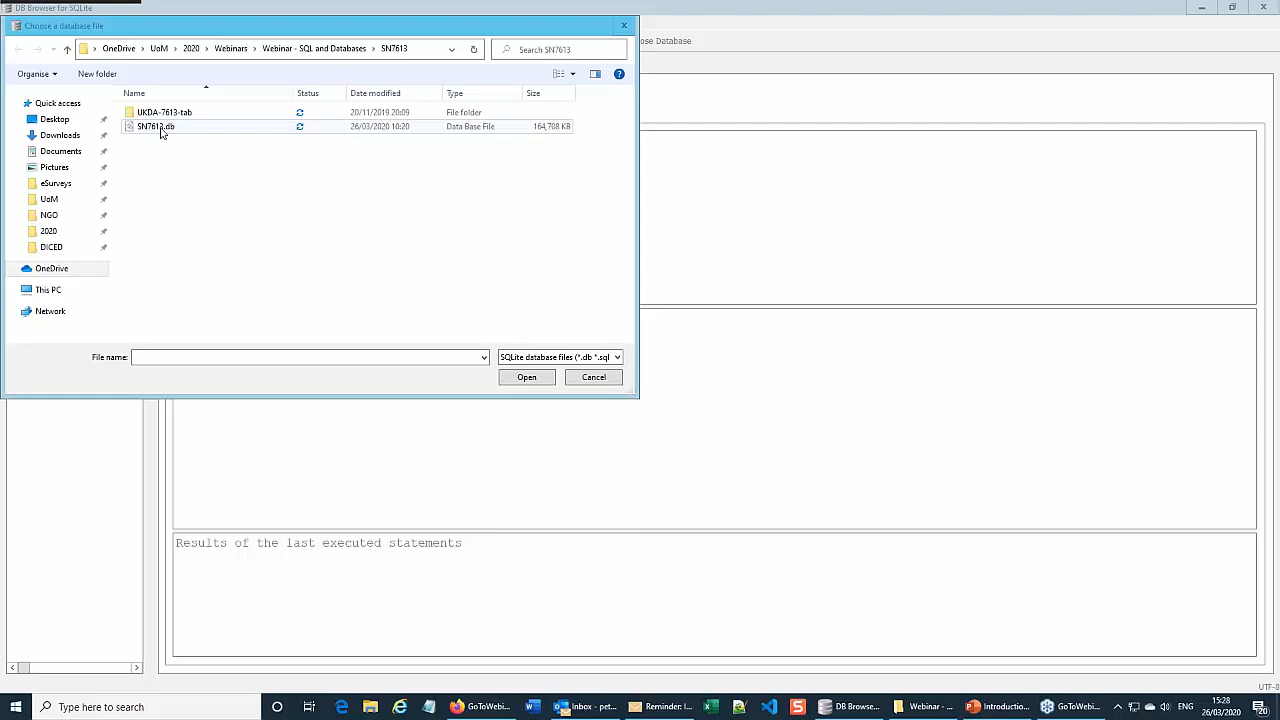 DB Browser for SQLite
Choose a database file
OneDrive > UoM > 2020 > Webinars > Webinar - SQL and Databases > SN7613
Search SN7613
ose Database
Organise
New folder
Name
Status
Date modified
Type
Size
Quick access
Desktop
Downloads
Documents
Pictures
eSurveys
UoM
NGO
2020
DICED
OneDrive
This PC
Network
UKDA-7613-tab
20/11/2019 20:09
File folder
SN7613.db
26/03/2020 10:20
Data Base File
164,708 KB
File name:
SQLite database files (*.db *.sql
Open
Cancel
Results of the last executed statements
UTF-8
Type here to search
GoToWebi...
Inbox - pet...
Reminder I...
DB Browse...
Webinar - ...
Introductio...
GoToWebi...
ENG
15:28
26/03/2020